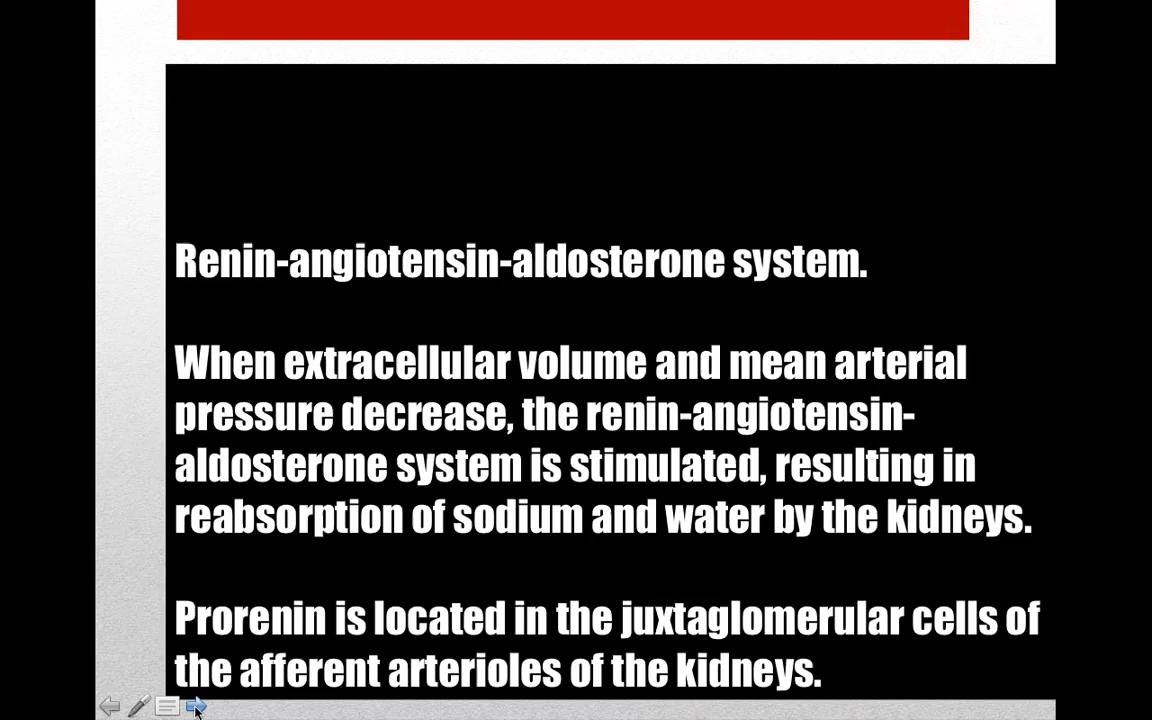 Renin-angiotensin-aldosterone system.
When extracellular volume and mean arterial
pressure decrease, the renin-angiotensin-
aldosterone system is stimulated, resulting in
reabsorption of sodium and water by the kidneys.
Prorenin is located in the juxtaglomerular cells of
the afferent arterioles of the kidneys.